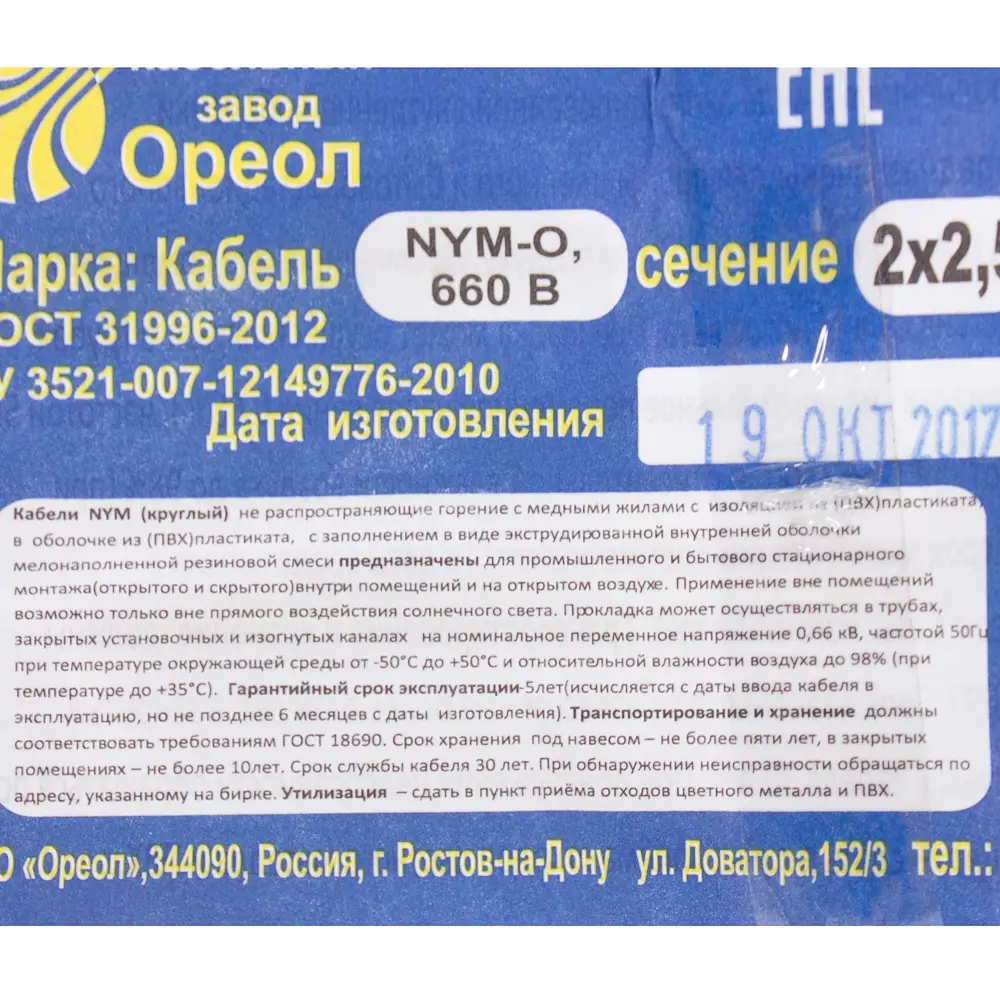 завод
Ореол
ЕНС
Марка: Кабель NYM-O, 660 В сечение 2х2,5
ГОСТ 31996-2012
ТУ 3521-007-12149776-2010
Дата изготовления 19 ОКТ 2017
Кабели NYM (круглый) не распространяющие горение с медными жилами с изоляцией из (ПВХ)пластиката,
в оболочке из (ПВХ)пластиката, с заполнением в виде экструдированной внутренней оболочки
мелонаполненной резиновой смеси предназначены для промышленного и бытового стационарного
монтажа(открытого и скрытого)внутри помещений и на открытом воздухе. Применение вне помещений
возможно только вне прямого воздействия солнечного света. Прокладка может осуществляться в трубах,
закрытых установочных и изогнутых каналах на номинальное переменное напряжение 0,66 кВ, частотой 50Гц
при температуре окружающей среды от -50°С до +50°С и относительной влажности воздуха до 98% (при
температуре до +35°С). Гарантийный срок эксплуатации-5лет(исчисляется с даты ввода кабеля в
эксплуатацию, но не позднее 6 месяцев с даты изготовления). Транспортирование и хранение должны
соответствовать требованиям ГОСТ 18690. Срок хранения под навесом – не более пяти лет, в закрытых
помещениях – не более 10лет. Срок службы кабеля 30 лет. При обнаружении неисправности обращаться по
адресу, указанному на бирке. Утилизация – сдать в пункт приёма отходов цветного металла и ПВХ.
О «Ореол»,344090, Россия, г. Ростов-на-Дону ул. Доватора,152/3 тел.: